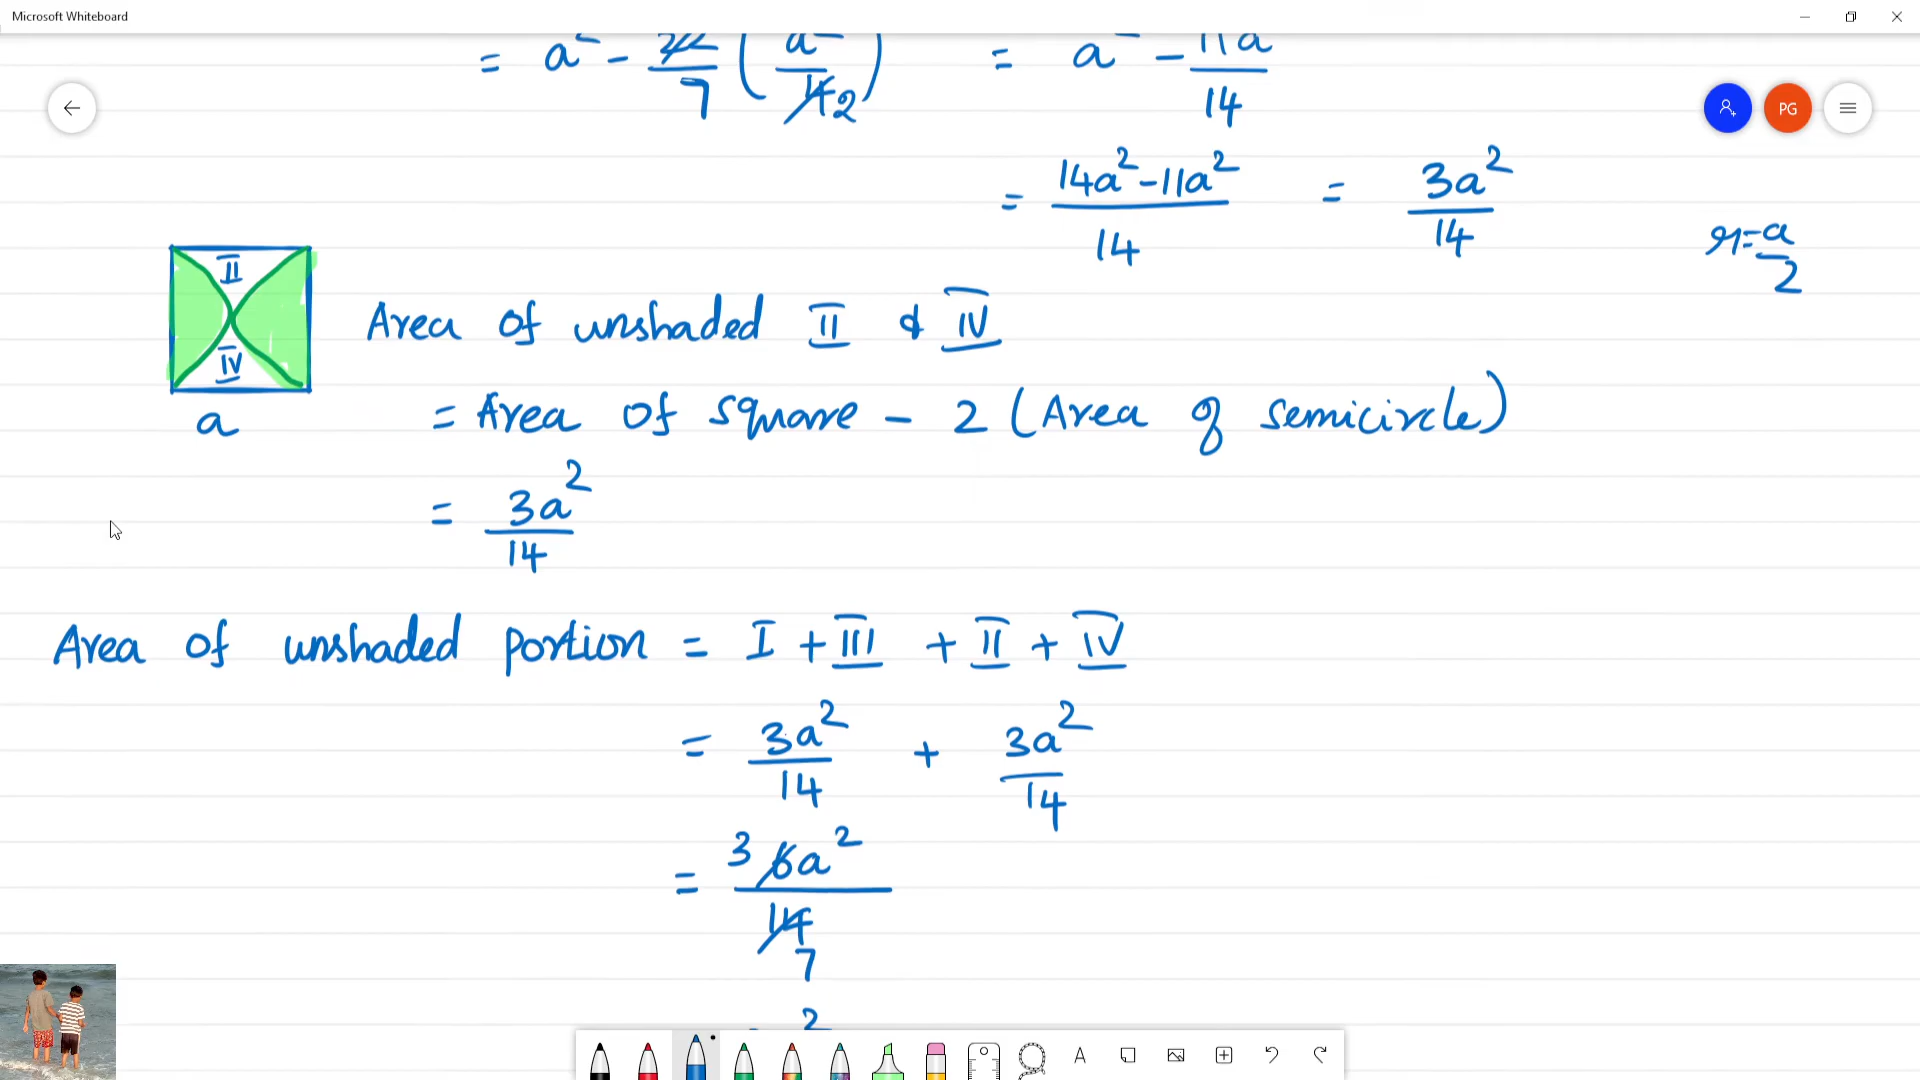 Microsoft Whiteboard
= a² - 22/7 (a²/4 2) = a² - 11a²/14
PG
= 14a²-11a²/14 = 3a²/14
r=a/2
II
Area of unshaded II & IV
IV
a
= Area of square - 2 (Area of semicircle)
= 3a²/14
Area of unshaded portion = I + III + II + IV
= 3a²/14 + 3a²/14
= 3 6a²/14 7
2
A